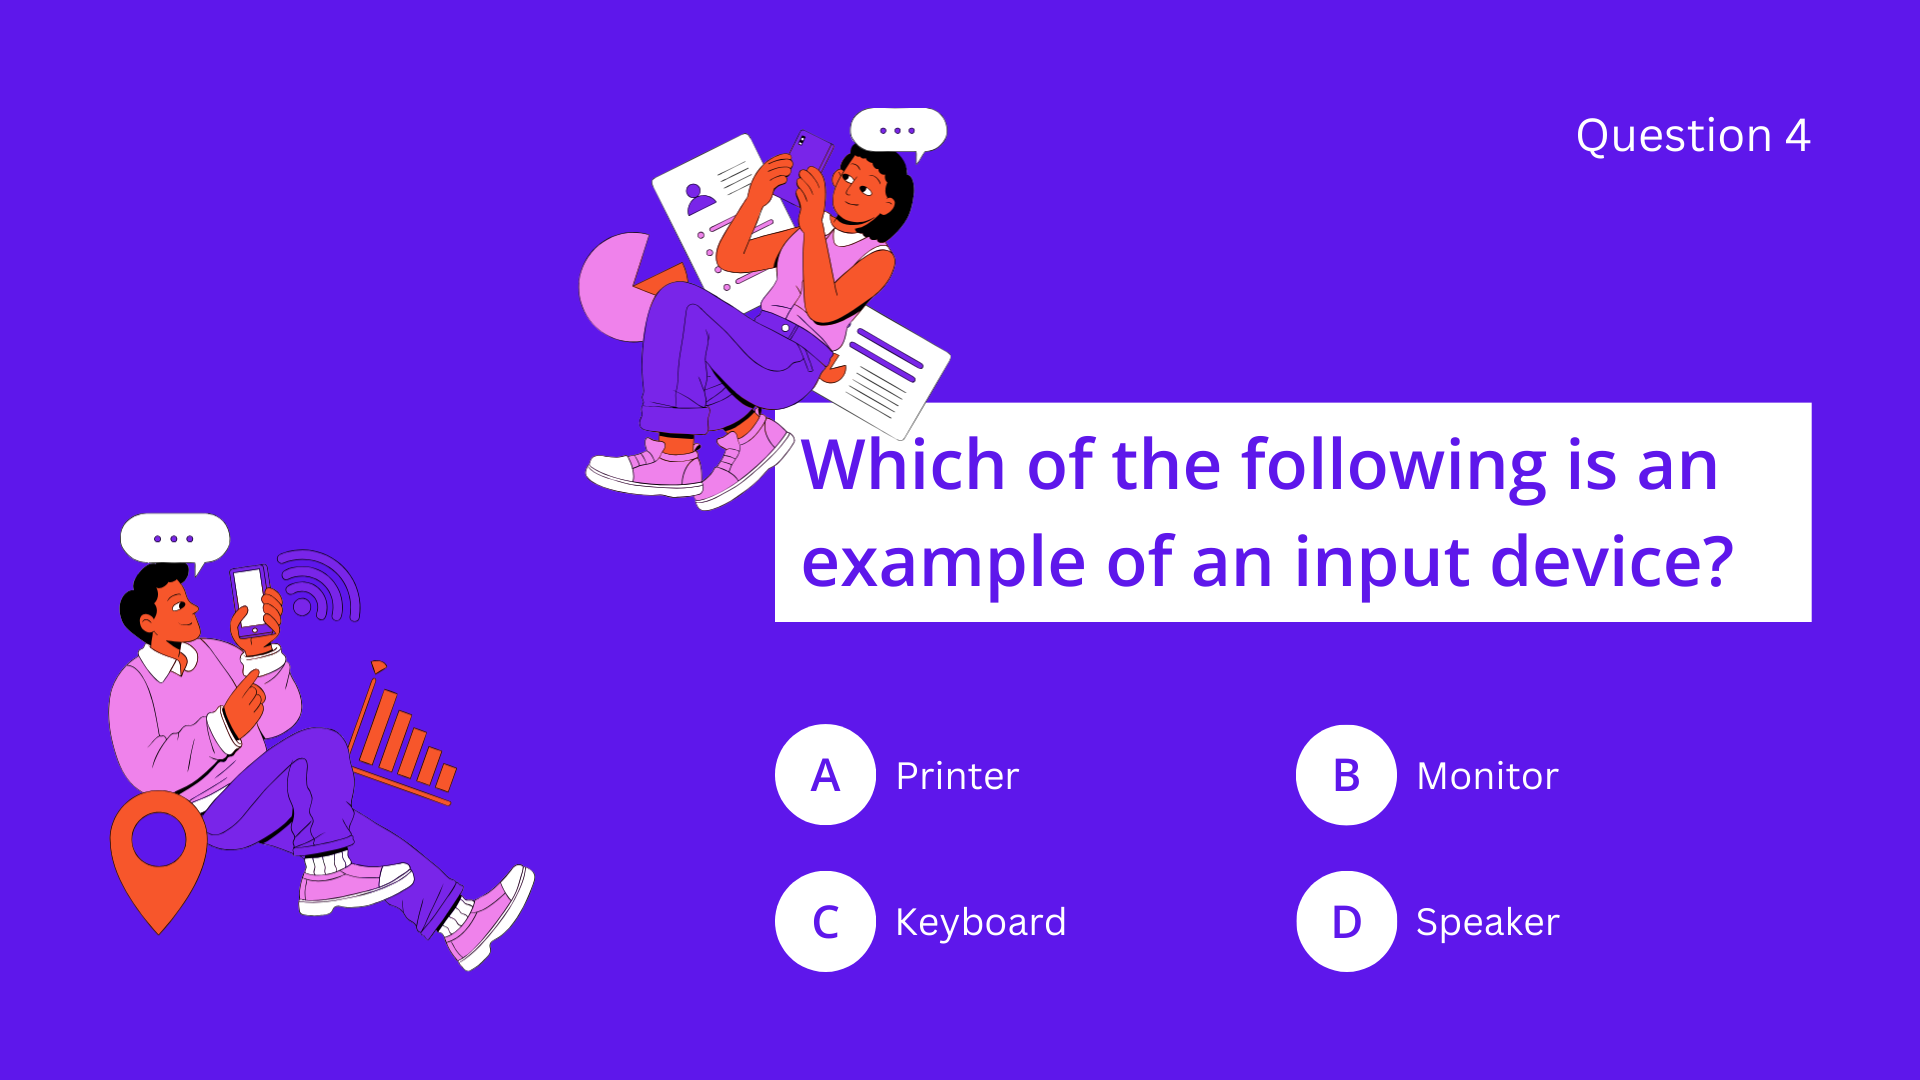 Question 4
Which of the following is an
example of an input device?
A Printer
B Monitor
C Keyboard
D Speaker